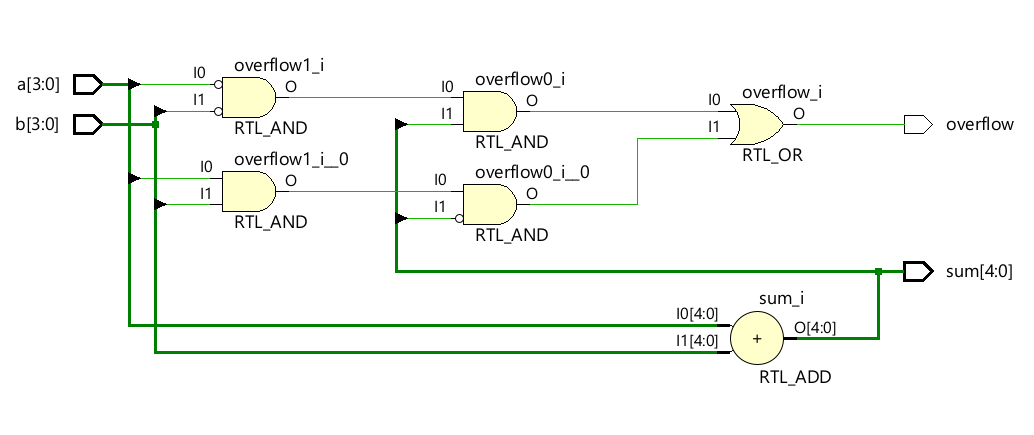 a[3:0]
b[3:0]
overflow1_i
I0
I1
O
RTL_AND
overflow0_i
I0
I1
O
RTL_AND
overflow_i
I0
I1
O
RTL_OR
overflow
overflow1_i__0
I0
I1
O
RTL_AND
overflow0_i__0
I0
I1
O
RTL_AND
sum[4:0]
sum_i
I0[4:0]
I1[4:0]
+
O[4:0]
RTL_ADD